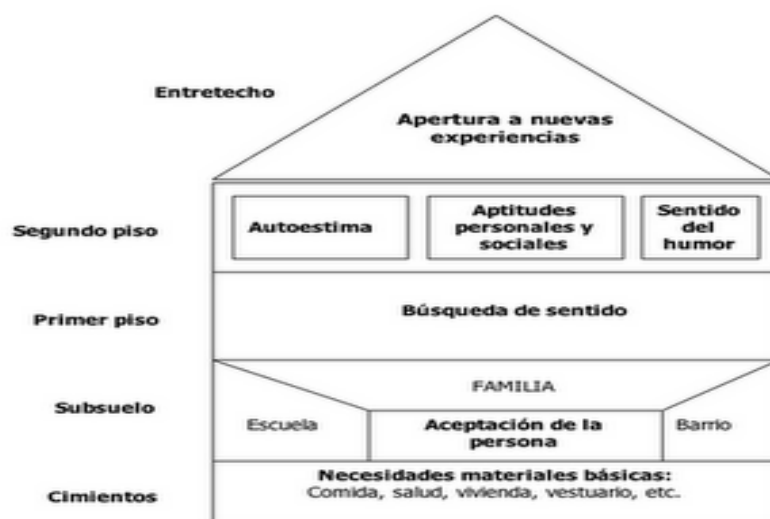 Entretecho
Apertura a nuevas
experiencias
Segundo piso
Autoestima
Aptitudes
personales y
sociales
Sentido
del
humor
Primer piso
Búsqueda de sentido
Subsuelo
FAMILIA
Escuela
Aceptación de la
persona
Barrio
Cimientos
Necesidades materiales básicas:
Comida, salud, vivienda, vestuario, etc.